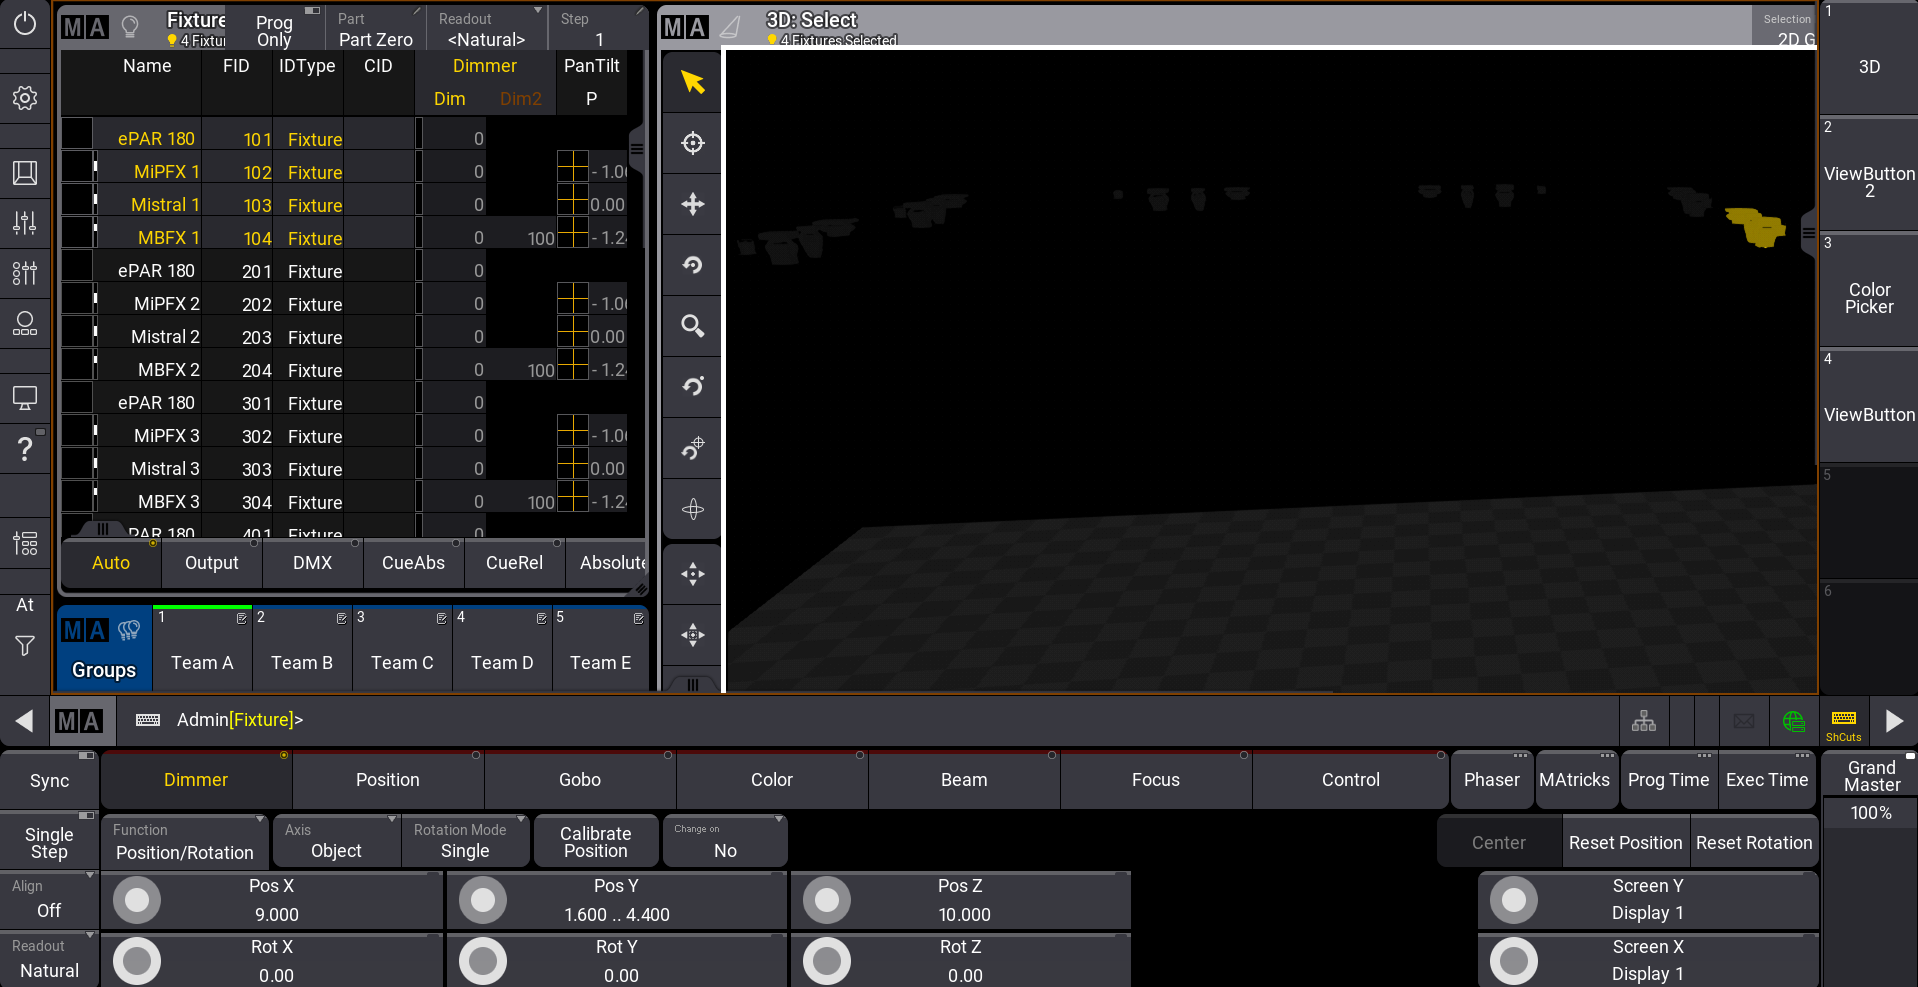 MA
Fixture
4 Fixtur
Prog Only
Part
Part Zero
Readout
<Natural>
Step
1
MA
3D: Select
4 Fixtures Selected
Selection
2D G
1
3D
Name FID IDType CID Dimmer PanTilt
Dim Dim2 P
ePAR 180 101 Fixture 0
MiPFX 1 102 Fixture 0 - 1.0
Mistral 1 103 Fixture 0 0.00
MBFX 1 104 Fixture 0 100 - 1.2
ePAR 180 201 Fixture 0
MiPFX 2 202 Fixture 0 - 1.0
Mistral 2 203 Fixture 0 0.00
MBFX 2 204 Fixture 0 100 - 1.2
ePAR 180 301 Fixture 0
MiPFX 3 302 Fixture 0 - 1.0
Mistral 3 303 Fixture 0 0.00
MBFX 3 304 Fixture 0 100 - 1.2
PAR 180 401 Fixture 0
2
ViewButton
2
3
Color
Picker
4
ViewButton
5
6
?
At
Auto Output DMX CueAbs CueRel Absolute
MA
Groups
1
Team A
2
Team B
3
Team C
4
Team D
5
Team E
MA
Admin[Fixture]>
ShCuts
Sync
Dimmer Position Gobo Color Beam Focus Control Phaser MAtricks Prog Time Exec Time
Grand
Master
100%
Single
Step
Function
Position/Rotation
Axis
Object
Rotation Mode
Single
Calibrate
Position
Change on
No
Center Reset Position Reset Rotation
Align
Off
Pos X
9.000
Pos Y
1.600 .. 4.400
Pos Z
10.000
Screen Y
Display 1
Readout
Natural
Rot X
0.00
Rot Y
0.00
Rot Z
0.00
Screen X
Display 1